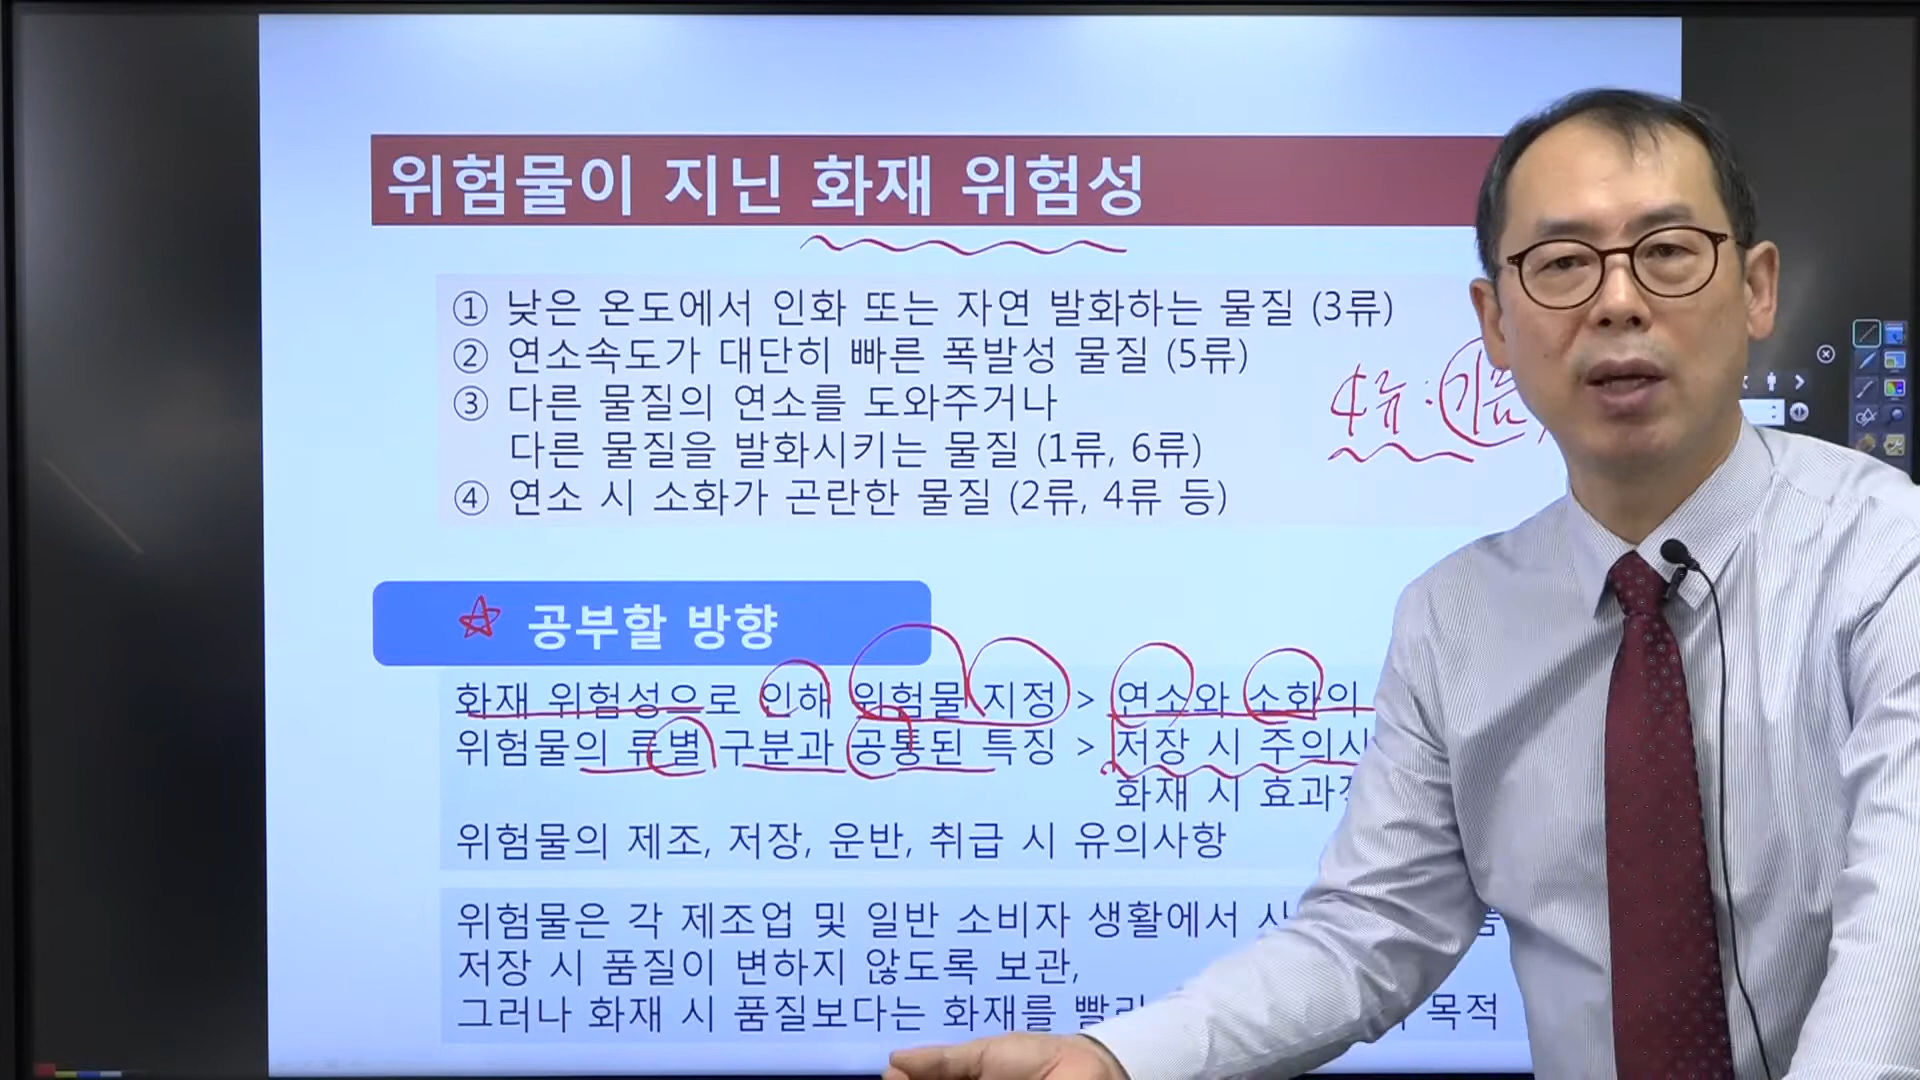 위험물이 지닌 화재 위험성
① 낮은 온도에서 인화 또는 자연 발화하는 물질 (3류)
② 연소속도가 대단히 빠른 폭발성 물질 (5류)
③ 다른 물질의 연소를 도와주거나
다른 물질을 발화시키는 물질 (1류, 6류)
4류 :
④ 연소 시 소화가 곤란한 물질 (2류, 4류 등)
공부할 방향
화재 위험성으로 인해 위험물 지정 > 연소와 소화의
위험물의 류별 구분과 공통된 특징 > 저장 시
화재 시
위험물의 제조, 저장, 운반, 취급 시 유의사항
위험물은 각 제조업 및 일반 소비자 생활에서
저장 시 품질이 변하지 않도록 보관,
그러나 화재 시 품질보다는 화재를 목적